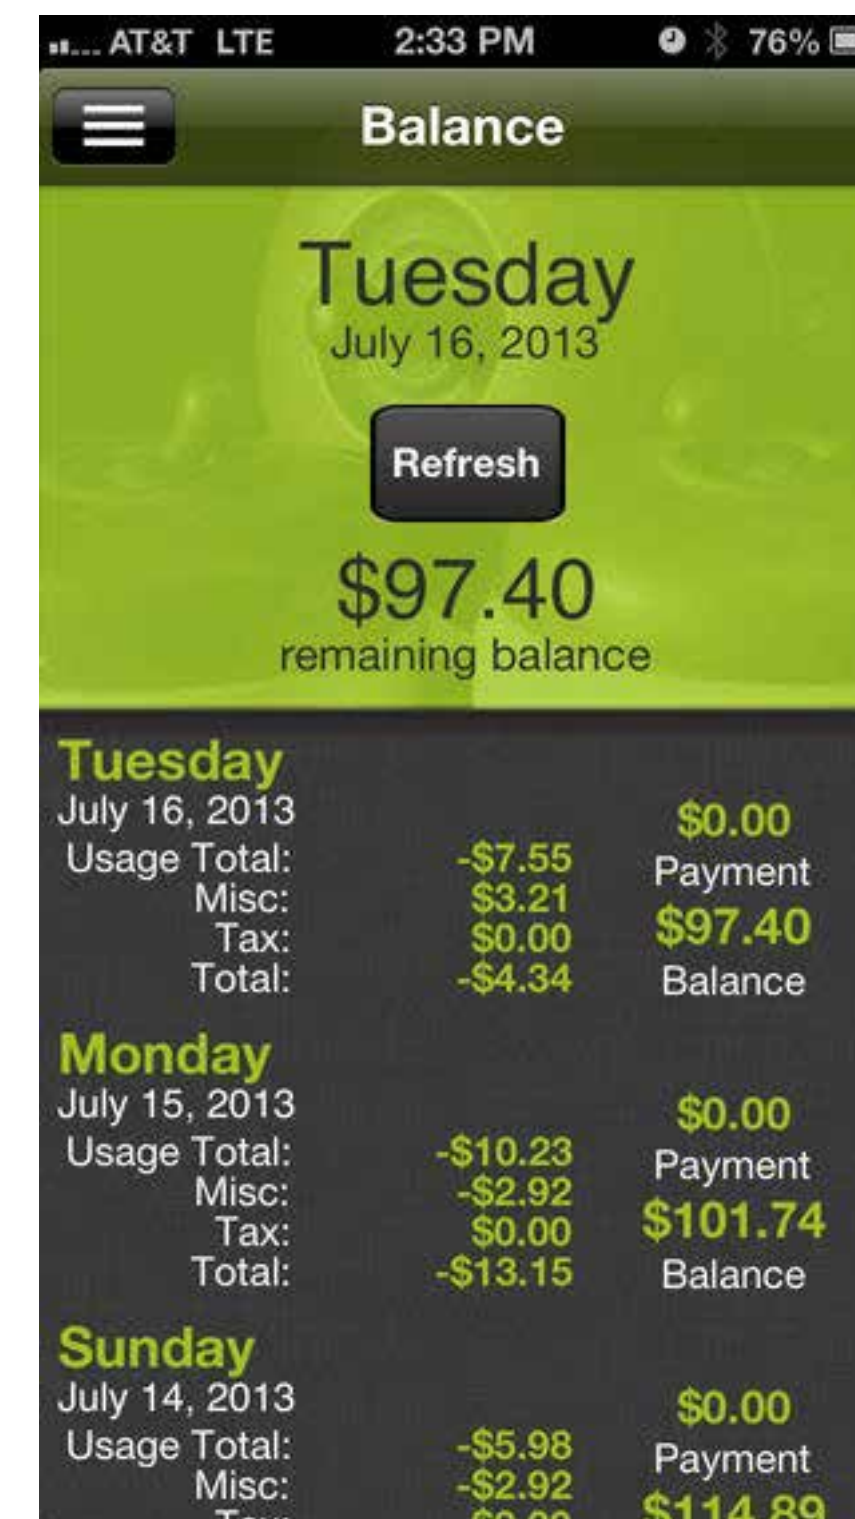 AT&T LTE 2:33 PM 76%
Balance
Tuesday
July 16, 2013
Refresh
$97.40
remaining balance
Tuesday
July 16, 2013
Usage Total: -$7.55
Misc: $3.21
Tax: $0.00
Total: -$4.34
$0.00
Payment
$97.40
Balance
Monday
July 15, 2013
Usage Total: -$10.23
Misc: -$2.92
Tax: $0.00
Total: -$13.15
$0.00
Payment
$101.74
Balance
Sunday
July 14, 2013
Usage Total: -$5.98
Misc: -$2.92
$0.00
Payment
$114.89